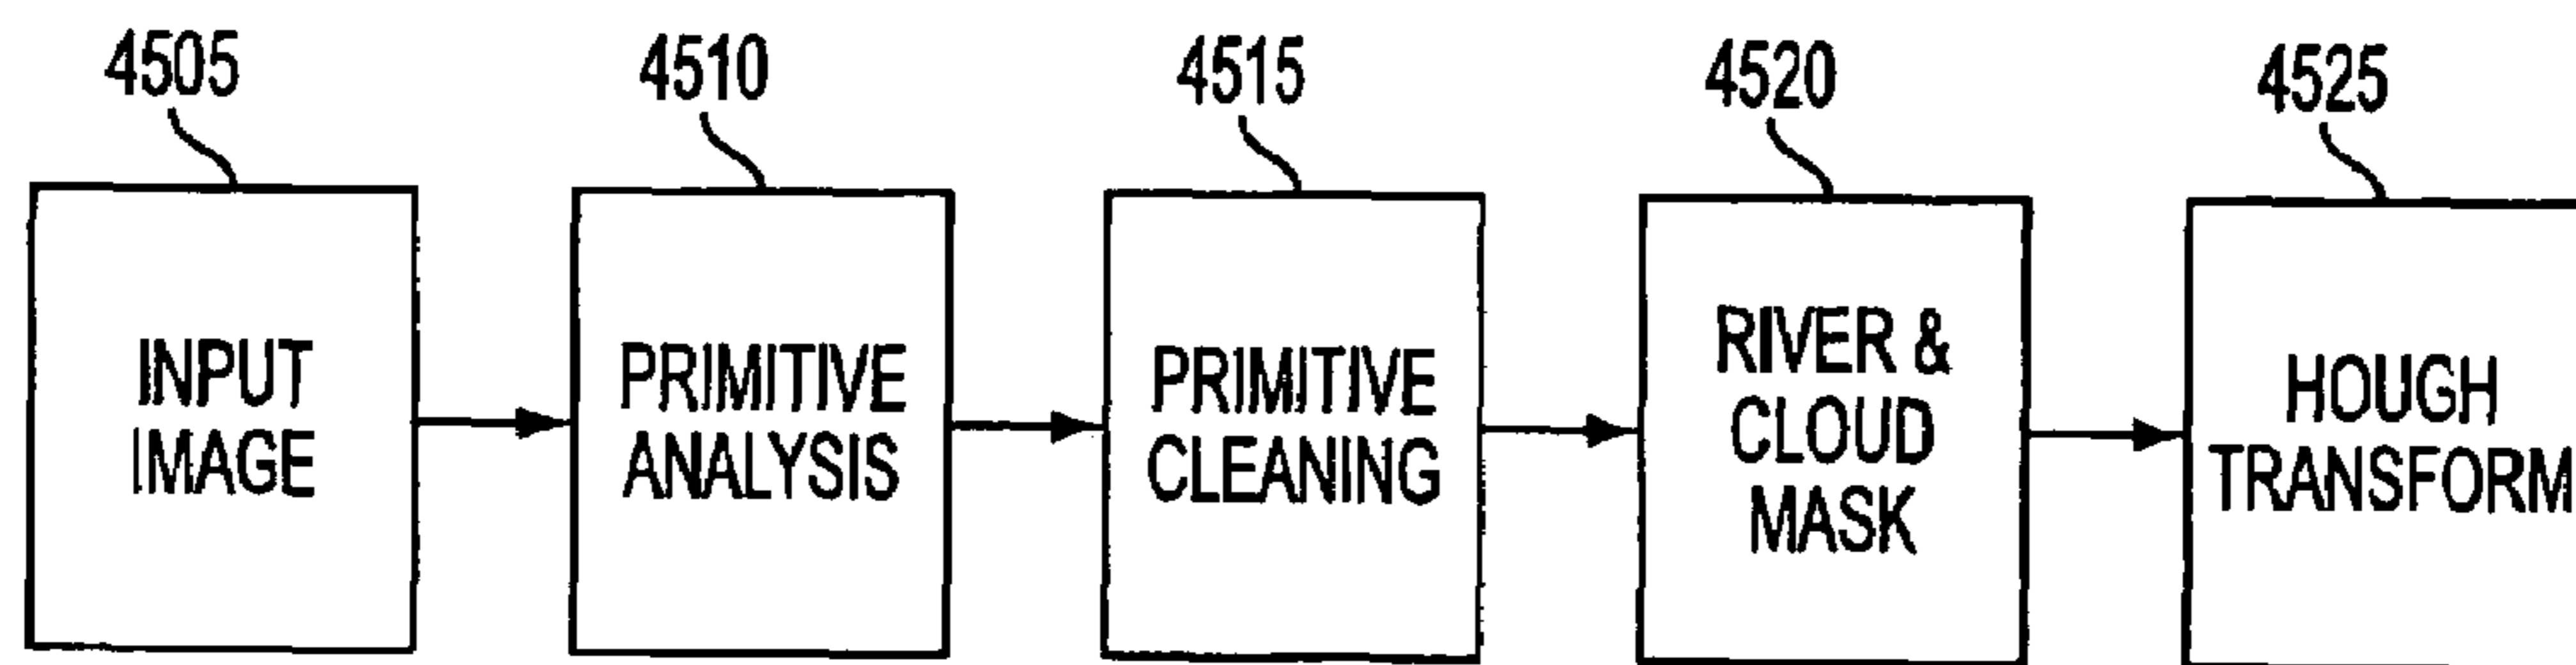 4505
4510
4515
4520
4525
INPUT
IMAGE
PRIMITIVE
ANALYSIS
PRIMITIVE
CLEANING
RIVER &
CLOUD
MASK
HOUGH
TRANSFORM